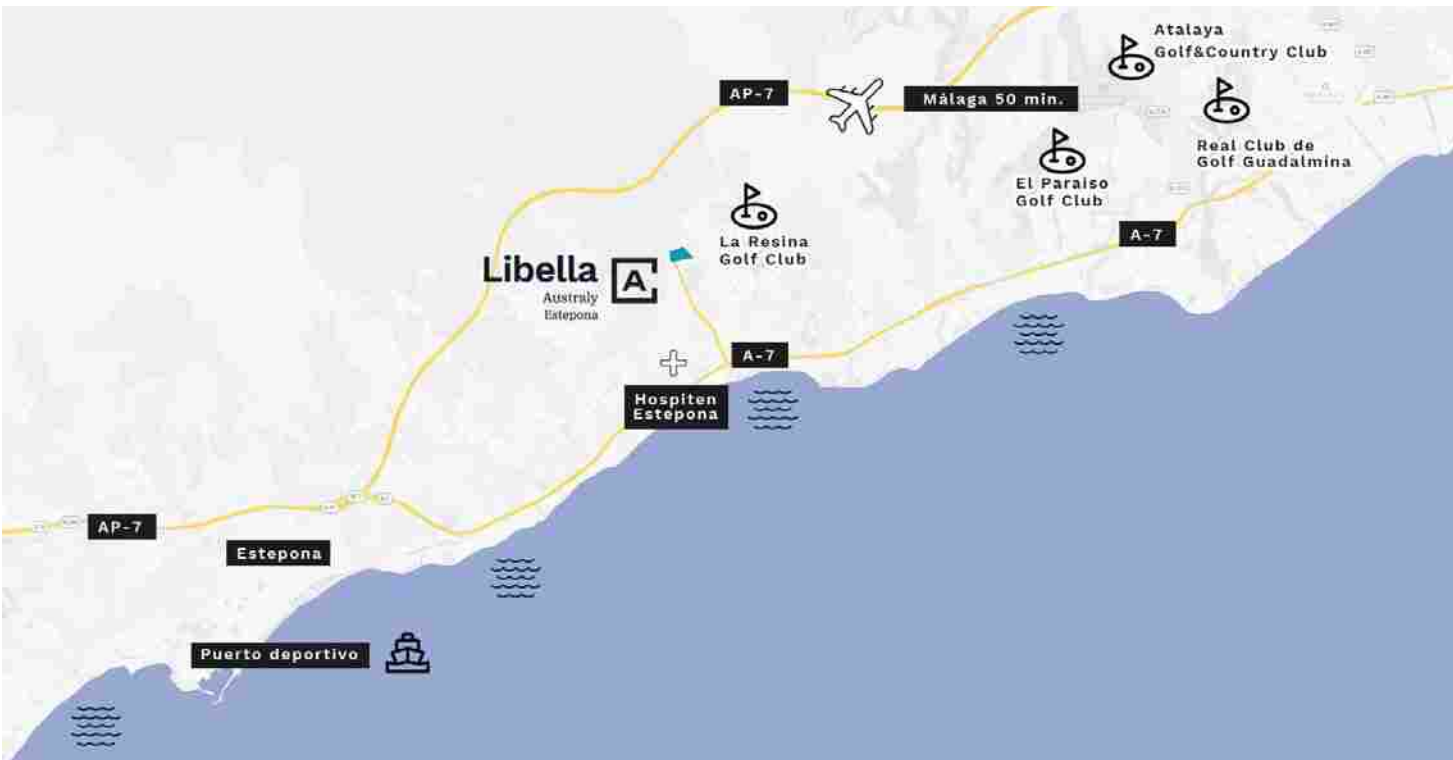 Atalaya
Golf&Country Club
AP-7
Málaga 50 min.
Real Club de
Golf Guadalmina
El Paraiso
Golf Club
A-7
La Resina
Golf Club
Libella
A
Australy
Estepona
A-7
Hospiten
Estepona
AP-7
Estepona
Puerto deportivo